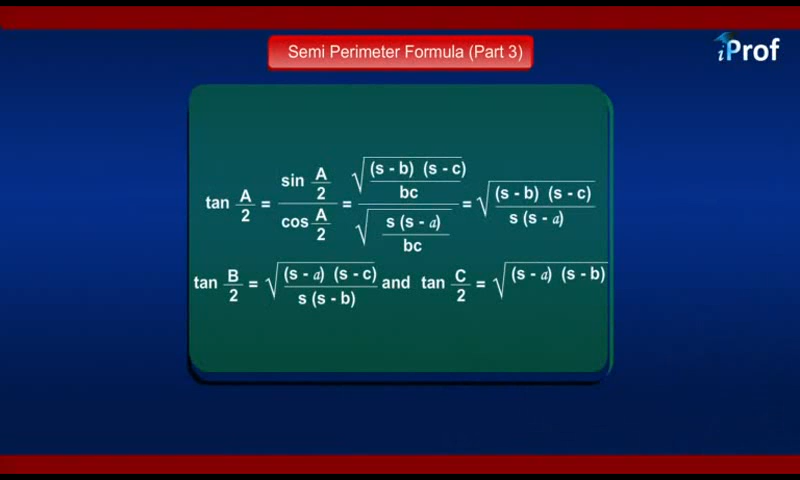 Semi Perimeter Formula (Part 3)
iProf
tan A/2 = sin A/2 / cos A/2 = √((s - b) (s - c) / bc) / √(s (s - a) / bc) = √((s - b) (s - c) / s (s - a))
tan B/2 = √((s - a) (s - c) / s (s - b)) and tan C/2 = √(s - a) (s - b)